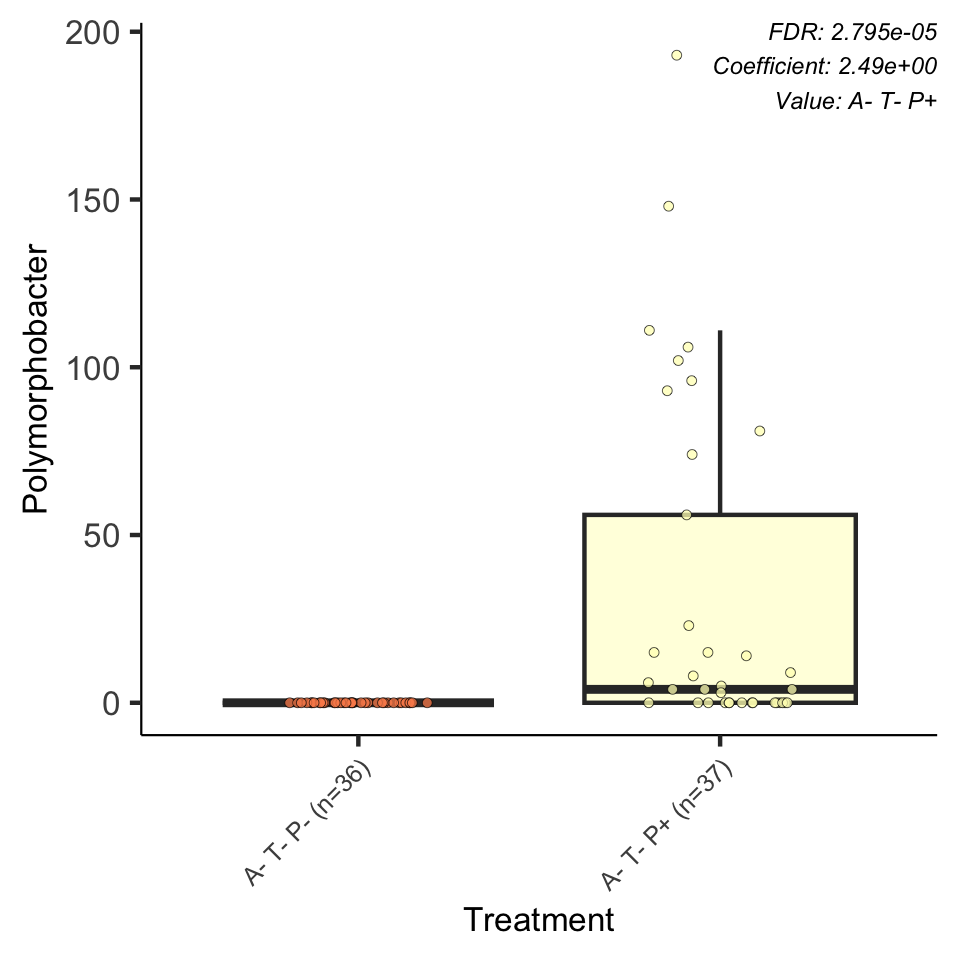 FDR: 2.795e-05
Coefficient: 2.49e+00
Value: A- T- P+
200
150
100
50
0
Polymorphobacter
A- T- P- (n=36)
A- T- P+ (n=37)
Treatment